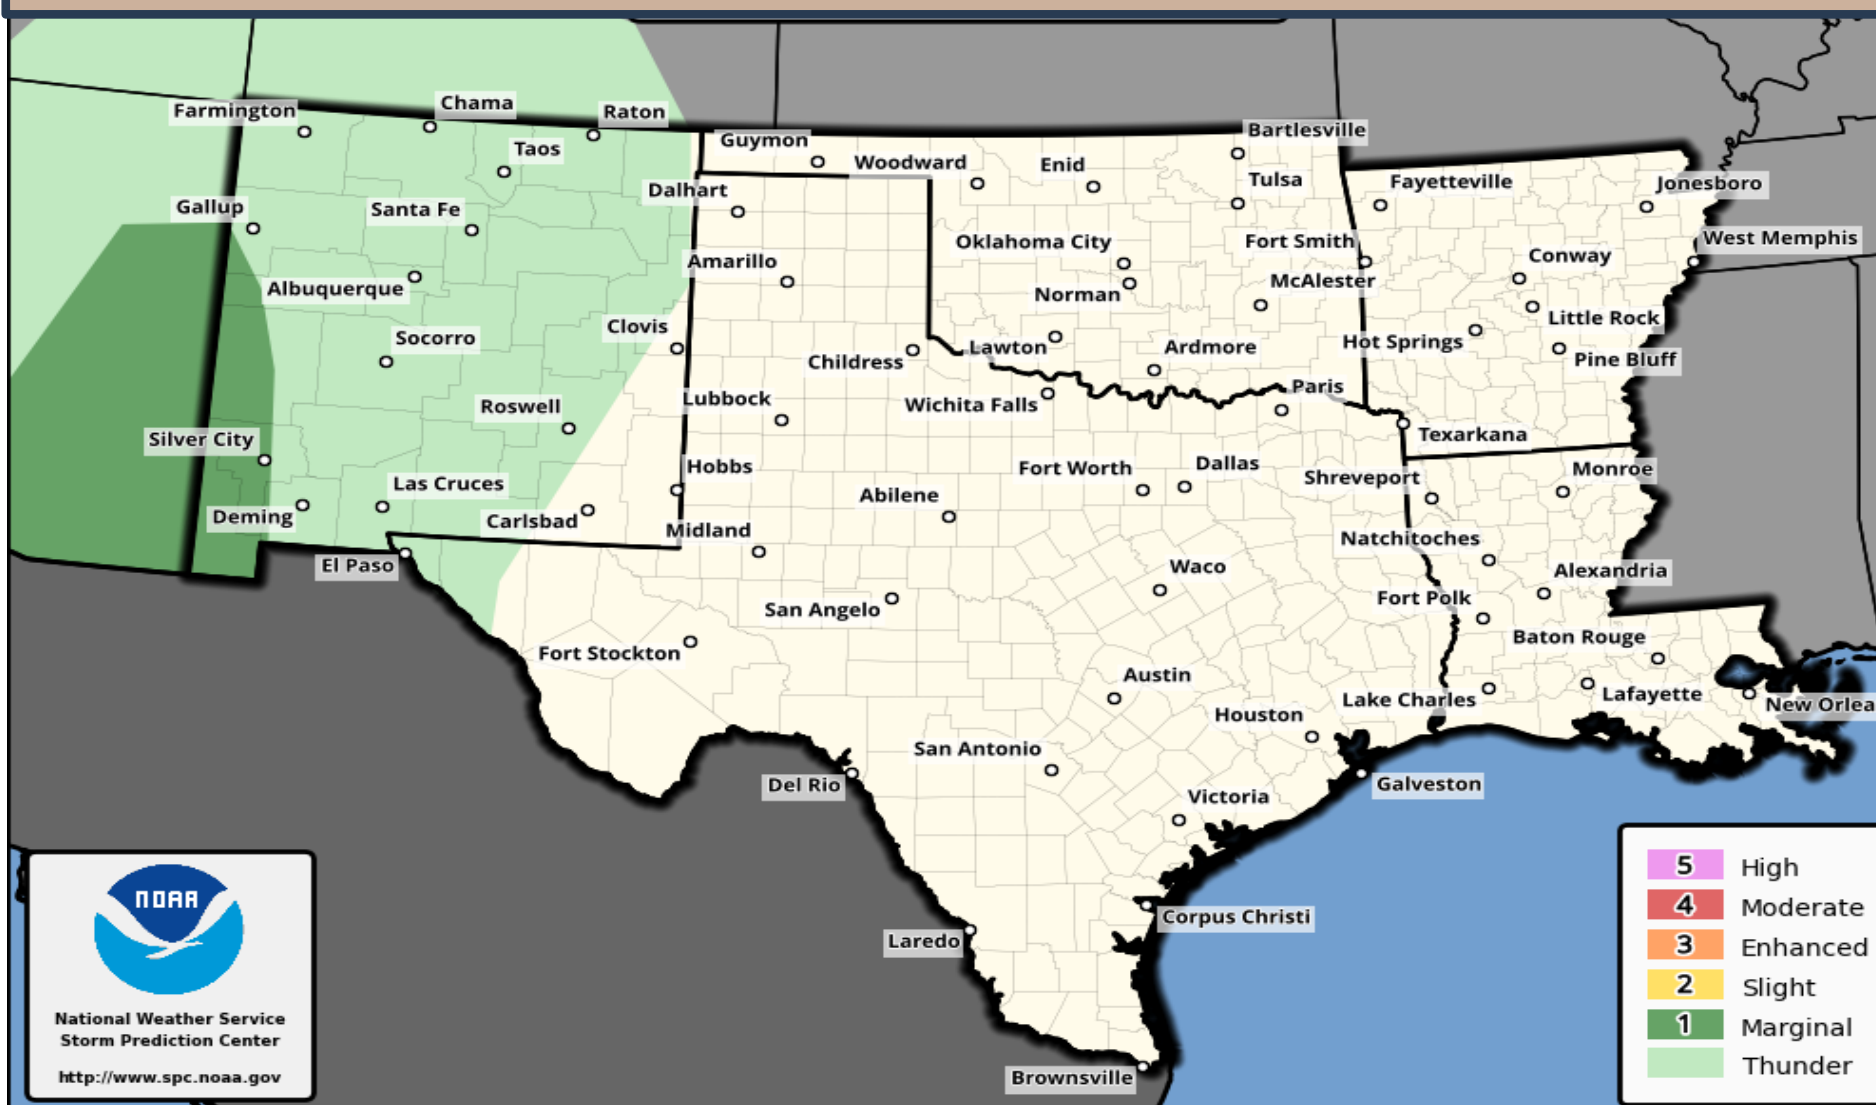 Farmington
Chama
Raton
Guymon
Bartlesville
Taos
Woodward
Enid
Tulsa
Fayetteville
Jonesboro
Dalhart
Gallup
Santa Fe
Oklahoma City
Fort Smith
West Memphis
Conway
Amarillo
McAlester
Albuquerque
Norman
Little Rock
Clovis
Socorro
Childress
Lawton
Ardmore
Hot Springs
Pine Bluff
Lubbock
Wichita Falls
Paris
Roswell
Silver City
Texarkana
Hobbs
Fort Worth
Dallas
Shreveport
Monroe
Las Cruces
Abilene
Deming
Carlsbad
Midland
Natchitoches
El Paso
Waco
Alexandria
San Angelo
Fort Polk
Fort Stockton
Baton Rouge
Austin
Lake Charles
Lafayette
New Orlea
Houston
San Antonio
Del Rio
Galveston
Victoria
Corpus Christi
Laredo
Brownsville
NOAA
National Weather Service
Storm Prediction Center
http://www.spc.noaa.gov
5 High
4 Moderate
3 Enhanced
2 Slight
1 Marginal
Thunder